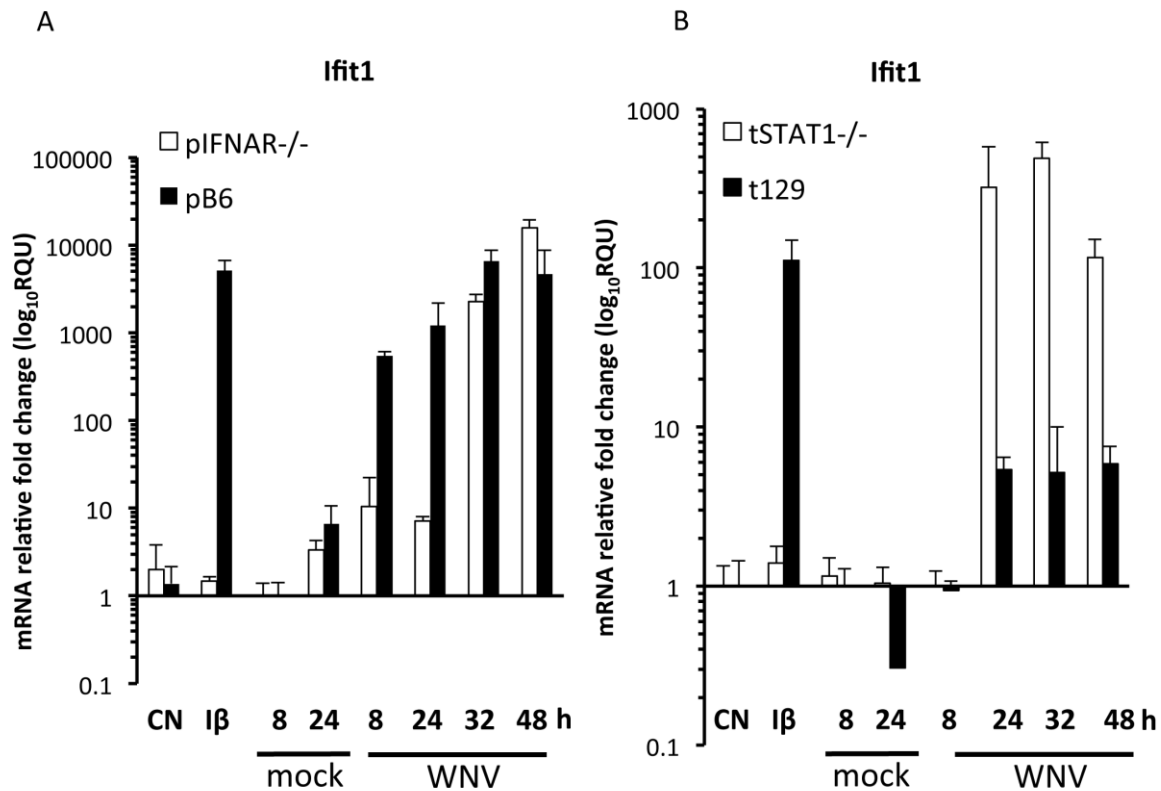 A
Ifit1
pIFNAR-/-
pB6
mRNA relative fold change (log10RQU)
100000
10000
1000
100
10
1
0.1
CN Iβ 8 24 8 24 32 48 h
mock WNV
B
Ifit1
tSTAT1-/-
t129
mRNA relative fold change (log10RQU)
1000
100
10
1
0.1
CN Iβ 8 24 8 24 32 48 h
mock WNV